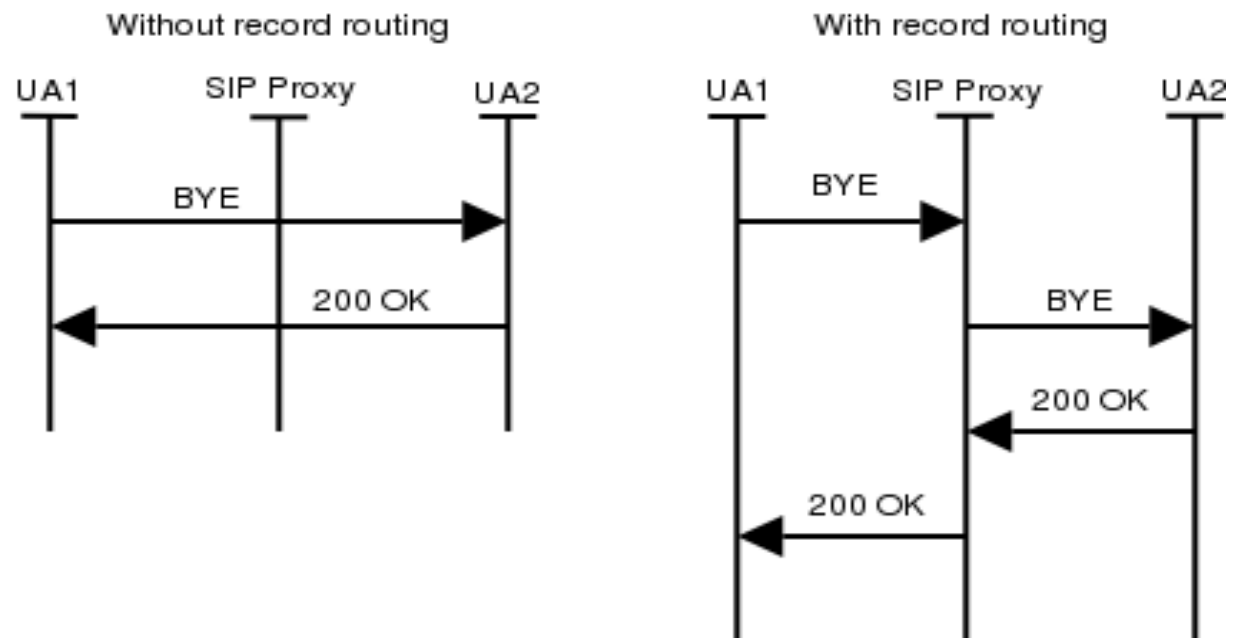 Without record routing
UA1 SIP Proxy UA2
BYE
200 OK
With record routing
UA1 SIP Proxy UA2
BYE
BYE
200 OK
200 OK